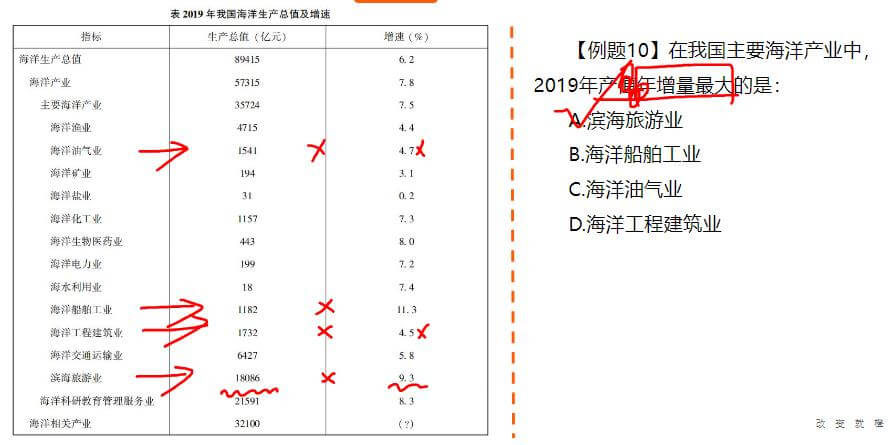 表 2019 年我国海洋生产总值及增速
指标 生产总值（亿元） 增速（%）
海洋生产总值 89415 6.2
海洋产业 57315 7.8
主要海洋产业 35724 7.5
海洋渔业 4715 4.4
海洋油气业 1541 4.7
海洋矿业 194 3.1
海洋盐业 31 0.2
海洋化工业 1157 7.3
海洋生物医药业 443 8.0
海洋电力业 199 7.2
海水利用业 18 7.4
海洋船舶工业 1182 11.3
海洋工程建筑业 1732 4.5
海洋交通运输业 6427 5.8
滨海旅游业 18086 9.3
海洋科研教育管理服务业 21591 8.3
海洋相关产业 32100 (?)
【例题10】在我国主要海洋产业中，
2019年产值年增量最大的是：
A.滨海旅游业
B.海洋船舶工业
C.海洋油气业
D.海洋工程建筑业
改 变 就 橙